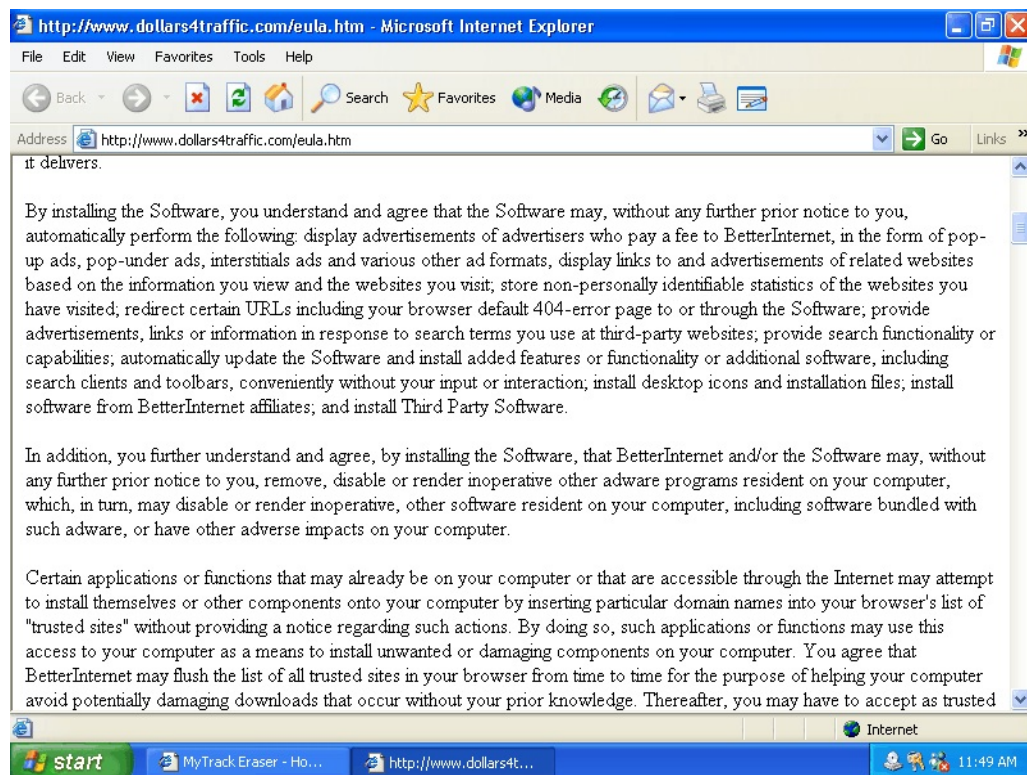 http://www.dollars4traffic.com/eula.htm - Microsoft Internet Explorer
File Edit View Favorites Tools Help
Back Search Favorites Media
Address http://www.dollars4traffic.com/eula.htm Go Links »
it delivers.
By installing the Software, you understand and agree that the Software may, without any further prior notice to you,
automatically perform the following: display advertisements of advertisers who pay a fee to BetterInternet, in the form of pop-
up ads, pop-under ads, interstitials ads and various other ad formats, display links to and advertisements of related websites
based on the information you view and the websites you visit; store non-personally identifiable statistics of the websites you
have visited; redirect certain URLs including your browser default 404-error page to or through the Software; provide
advertisements, links or information in response to search terms you use at third-party websites; provide search functionality or
capabilities; automatically update the Software and install added features or functionality or additional software, including
search clients and toolbars, conveniently without your input or interaction; install desktop icons and installation files; install
software from BetterInternet affiliates; and install Third Party Software.
In addition, you further understand and agree, by installing the Software, that BetterInternet and/or the Software may, without
any further prior notice to you, remove, disable or render inoperative other adware programs resident on your computer,
which, in turn, may disable or render inoperative, other software resident on your computer, including software bundled with
such adware, or have other adverse impacts on your computer.
Certain applications or functions that may already be on your computer or that are accessible through the Internet may attempt
to install themselves or other components onto your computer by inserting particular domain names into your browser's list of
"trusted sites" without providing a notice regarding such actions. By doing so, such applications or functions may use this
access to your computer as a means to install unwanted or damaging components on your computer. You agree that
BetterInternet may flush the list of all trusted sites in your browser from time to time for the purpose of helping your computer
avoid potentially damaging downloads that occur without your prior knowledge. Thereafter, you may have to accept as trusted
Internet
start MyTrack Eraser - Ho... http://www.dollars4t... 11:49 AM